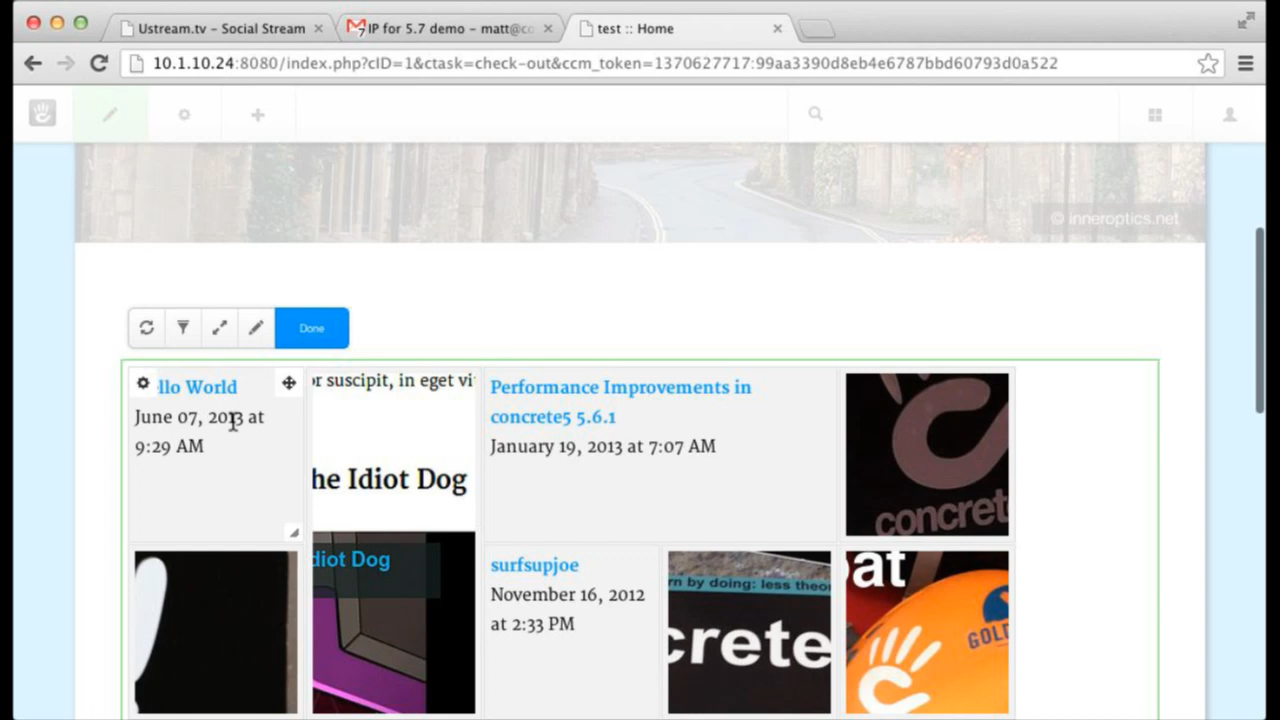 Ustream.tv – Social Stream
IP for 5.7 demo – matt@co
test :: Home
10.1.10.24:8080/index.php?cID=1&ctask=check-out&ccm_token=1370627717:99aa3390d8eb4e6787bbd60793d0a522
© inneroptics.net
Done
llo World
June 07, 2013 at
9:29 AM
or suscipit, in eget vi
he Idiot Dog
diot Dog
Performance Improvements in
concrete5 5.6.1
January 19, 2013 at 7:07 AM
concret
surfsupjoe
November 16, 2012
at 2:33 PM
rn by doing: less theo
crete
at
GOLD